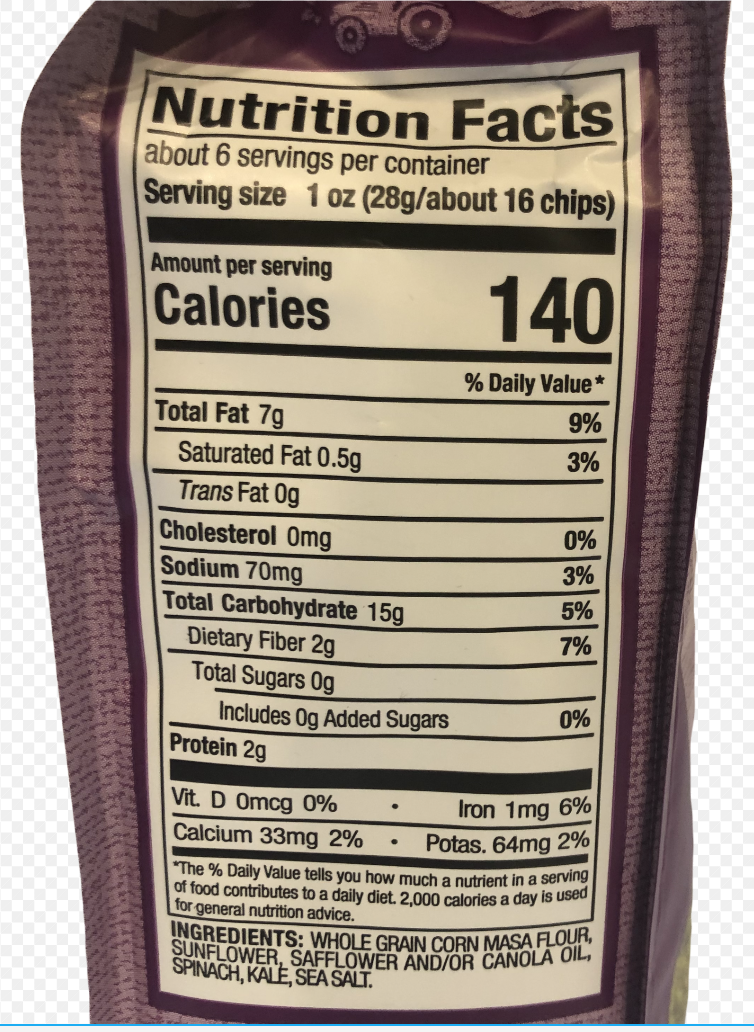 Nutrition Facts
about 6 servings per container
Serving size 1 oz (28g/about 16 chips)
Amount per serving
Calories 140
% Daily Value*
Total Fat 7g 9%
Saturated Fat 0.5g 3%
Trans Fat 0g
Cholesterol 0mg 0%
Sodium 70mg 3%
Total Carbohydrate 15g 5%
Dietary Fiber 2g 7%
Total Sugars 0g
Includes 0g Added Sugars 0%
Protein 2g
Vit. D 0mcg 0% • Iron 1mg 6%
Calcium 33mg 2% • Potas. 64mg 2%
*The % Daily Value tells you how much a nutrient in a serving
of food contributes to a daily diet. 2,000 calories a day is used
for general nutrition advice.
INGREDIENTS: WHOLE GRAIN CORN MASA FLOUR,
SUNFLOWER, SAFFLOWER AND/OR CANOLA OIL,
SPINACH, KALE, SEA SALT.